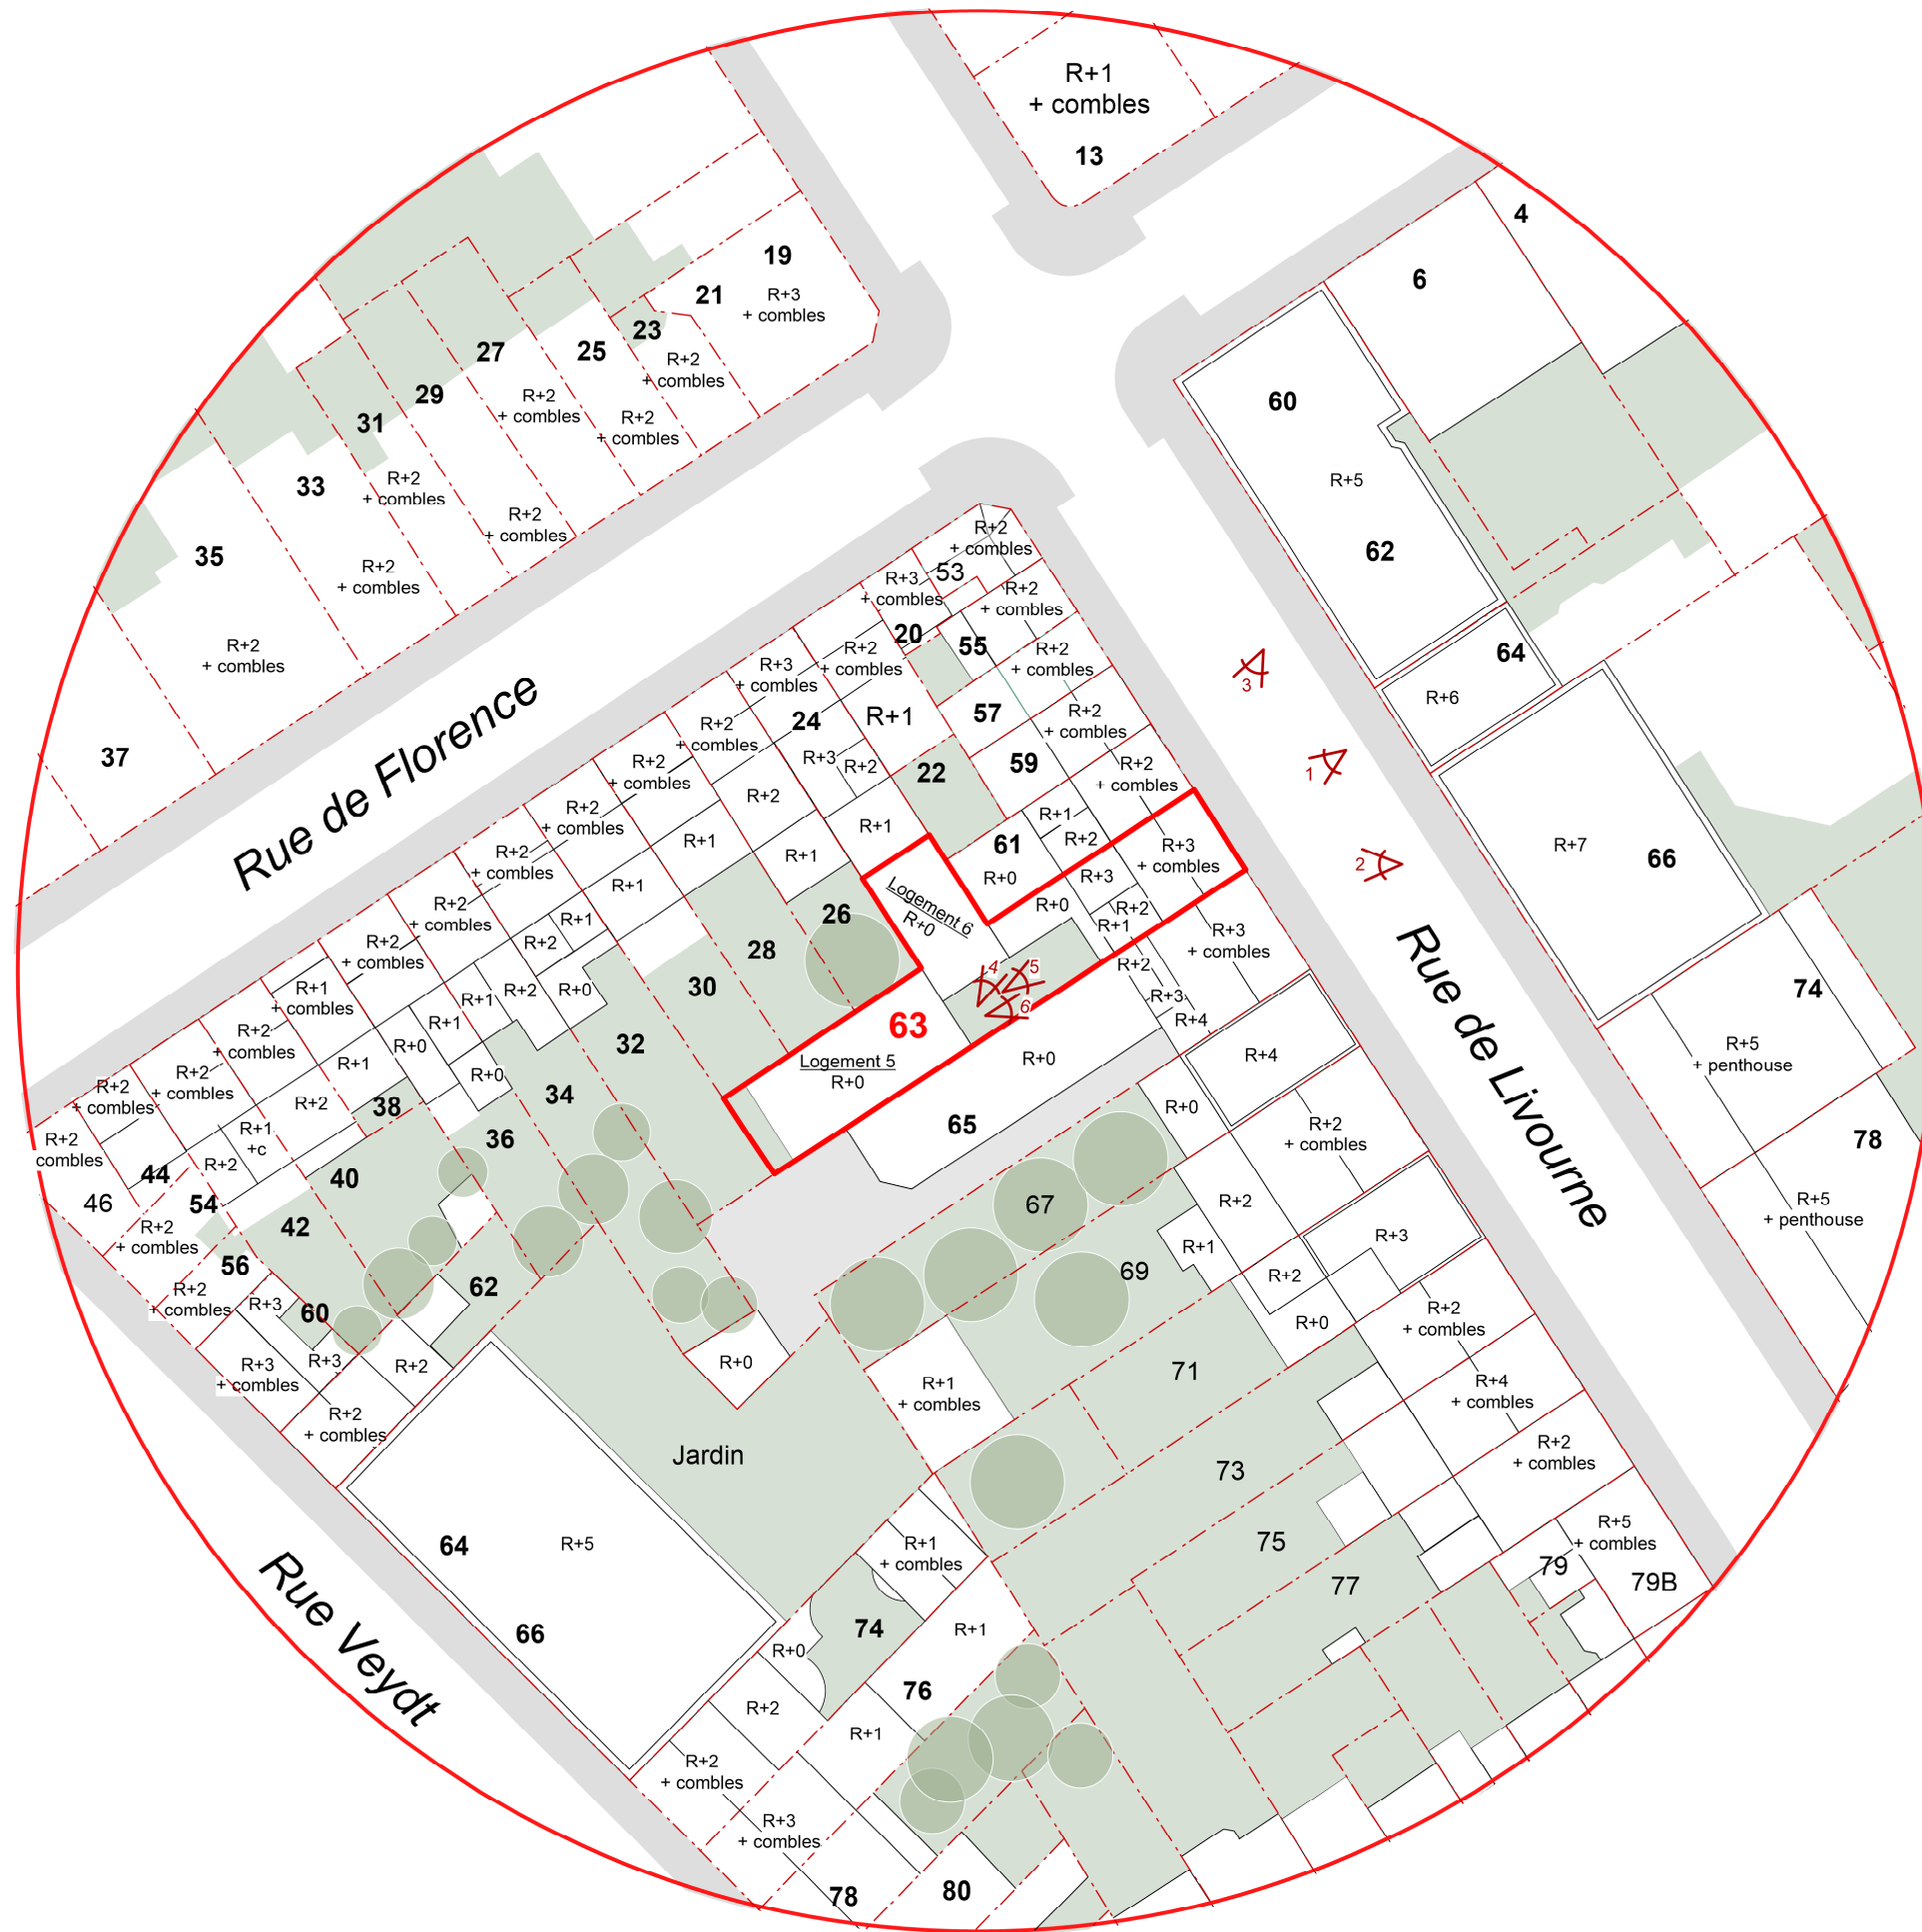 R+1
+ combles
13
4
6
19
21
R+3
+ combles
23
R+2
+ combles
25
R+2
+ combles
27
R+2
+ combles
29
R+2
+ combles
31
R+2
+ combles
33
R+2
+ combles
35
R+2
+ combles
37
60
R+5
62
64
R+6
R+7
66
74
R+5
+ penthouse
78
R+5
+ penthouse
Rue de Florence
Rue de Livourne
Rue Veydt
3
1
2
R+2
+ combles
53
R+3
+ combles
R+2
+ combles
20
55
R+2
+ combles
R+2
+ combles
R+3
+ combles
24
R+1
57
R+2
+ combles
R+2
+ combles
R+3
R+2
22
59
R+2
+ combles
R+2
+ combles
R+2
R+1
R+1
R+2
61
R+0
R+3
+ combles
R+2
+ combles
R+1
R+1
26
Logement 6
R+0
R+0
R+3
R+2
R+1
R+2
+ combles
R+1
28
R+3
+ combles
R+2
+ combles
R+2
R+1
R+0
30
4
5
6
R+2
R+3
R+4
R+2
+ combles
R+1
R+2
63
32
Logement 5
R+0
R+0
R+4
R+1
+ combles
R+1
R+0
R+0
34
65
R+0
R+2
+ combles
R+2
+ combles
R+1
38
36
R+2
+ combles
R+2
R+2
+ combles
R+1
+c
R+2
40
R+2
combles
44
46
54
42
R+2
+ combles
56
R+2
+ combles
R+3
60
62
R+3
R+2
R+3
+ combles
R+2
+ combles
67
R+2
R+1
69
R+3
R+2
R+0
R+0
R+2
+ combles
71
R+1
+ combles
R+4
+ combles
Jardin
73
R+2
+ combles
75
R+5
+ combles
79
79B
77
64
R+5
66
R+1
+ combles
74
R+0
R+1
76
R+2
R+1
R+2
+ combles
R+3
+ combles
78
80